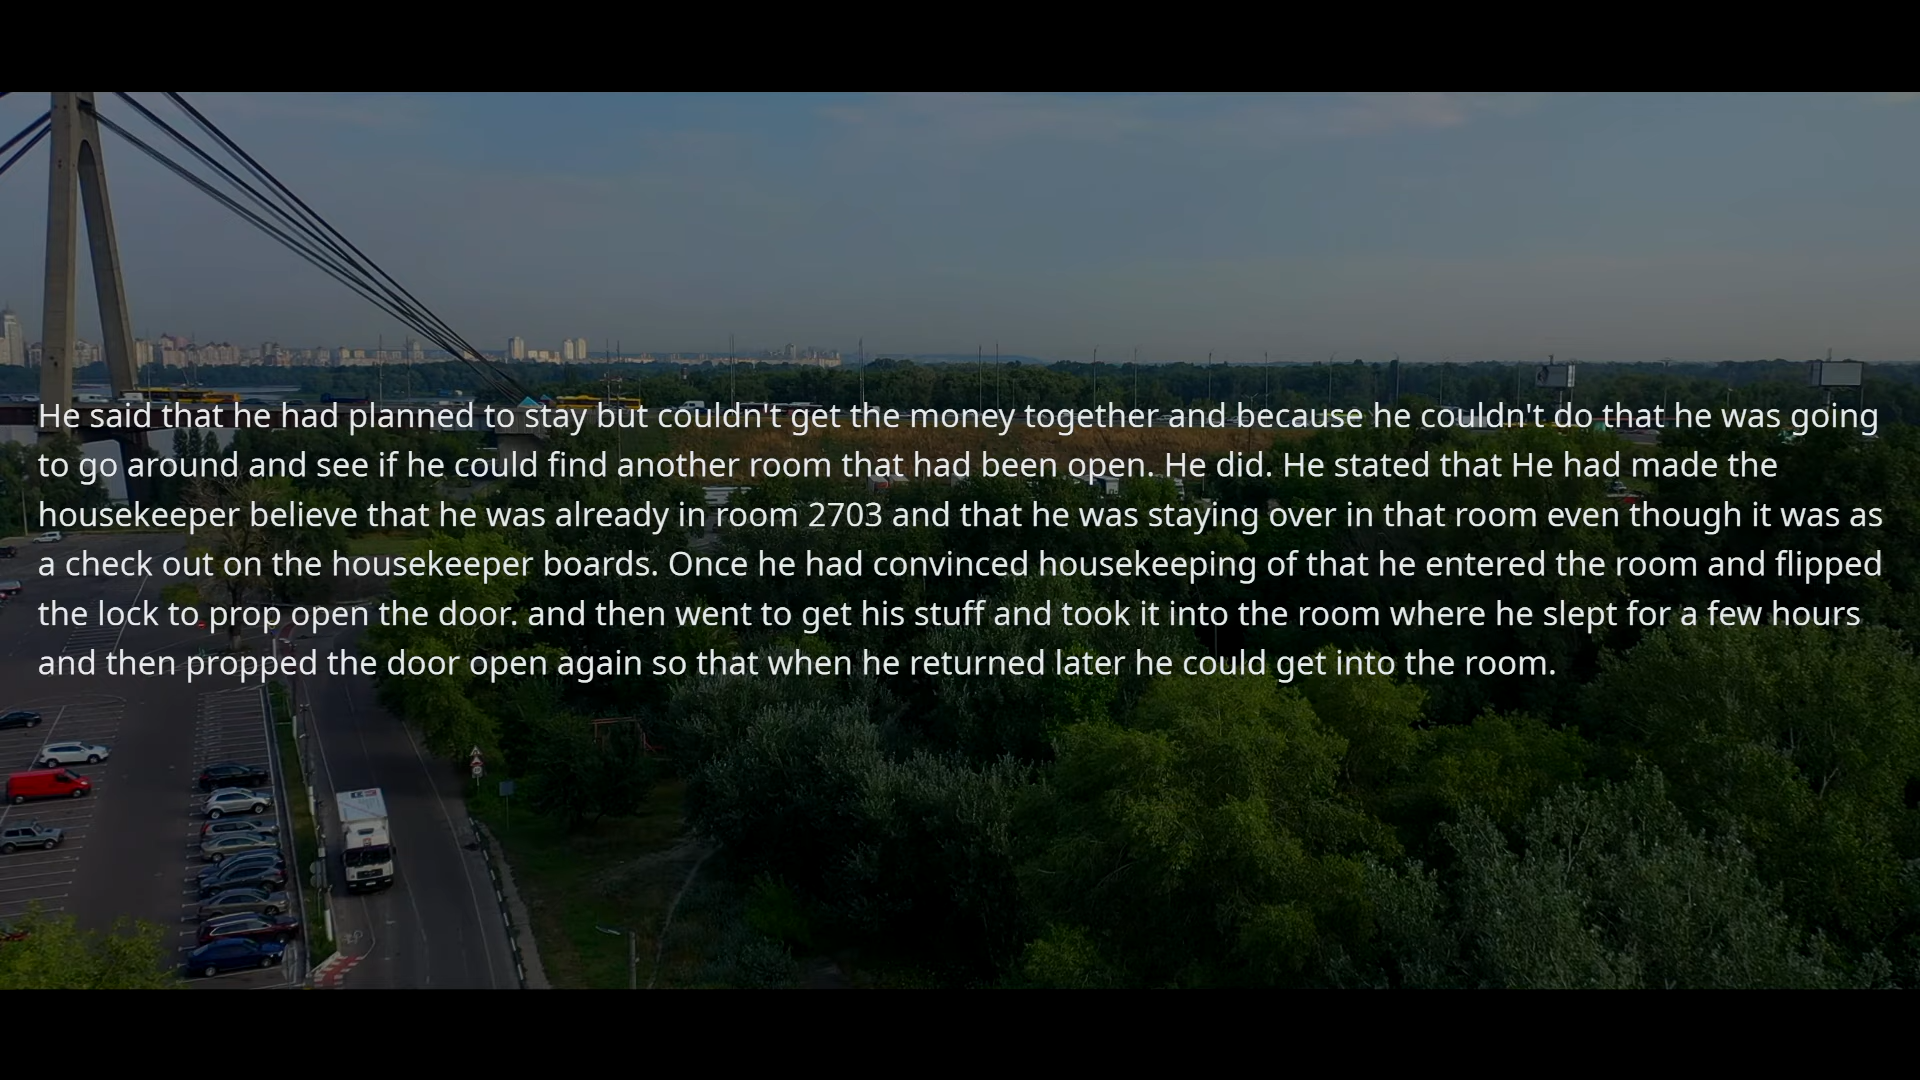 He said that he had planned to stay but couldn't get the money together and because he couldn't do that he was going
to go around and see if he could find another room that had been open. He did. He stated that He had made the
housekeeper believe that he was already in room 2703 and that he was staying over in that room even though it was as
a check out on the housekeeper boards. Once he had convinced housekeeping of that he entered the room and flipped
the lock to prop open the door. and then went to get his stuff and took it into the room where he slept for a few hours
and then propped the door open again so that when he returned later he could get into the room.